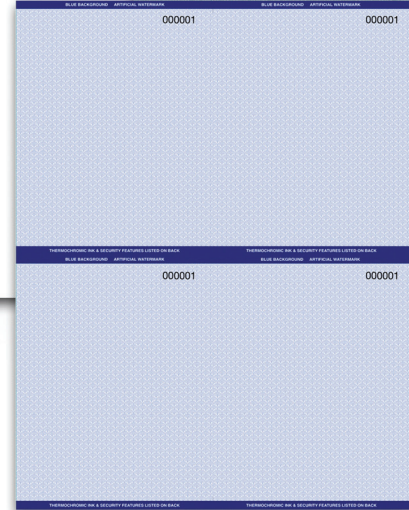 BLUE BACKGROUND ARTIFICIAL WATERMARK BLUE BACKGROUND ARTIFICIAL WATERMARK
000001 000001
THERMOCHROMIC INK & SECURITY FEATURES LISTED ON BACK THERMOCHROMIC INK & SECURITY FEATURES LISTED ON BACK
BLUE BACKGROUND ARTIFICIAL WATERMARK BLUE BACKGROUND ARTIFICIAL WATERMARK
000001 000001
THERMOCHROMIC INK & SECURITY FEATURES LISTED ON BACK THERMOCHROMIC INK & SECURITY FEATURES LISTED ON BACK